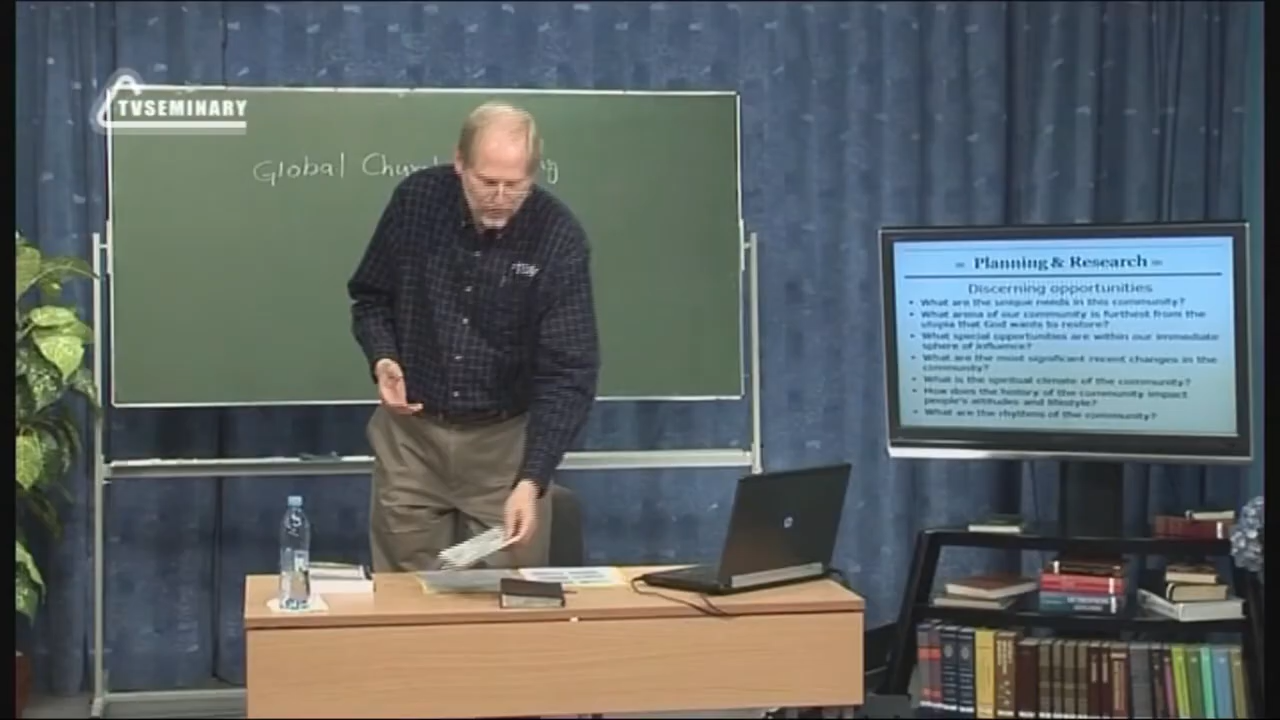 TVSEMINARY
Global Chur
Planning & Research
Discerning opportunities
• What are the unique needs in this community?
• What arena of our community is furthest from the
utopia that God wants to restore?
• What special opportunities are within our immediate
sphere of influence?
• What are the most significant recent changes in the
community?
• What is the spiritual climate of the community?
• How does the history of the community impact
people's attitudes and lifestyle?
• What are the rhythms of the community?